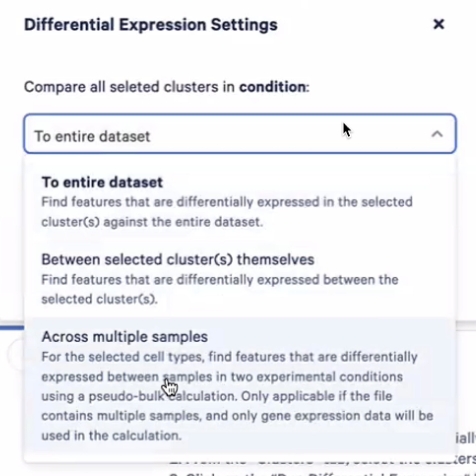 Differential Expression Settings
Compare all seleted clusters in condition:
To entire dataset
To entire dataset
Find features that are differentially expressed in the selected
cluster(s) against the entire dataset.
Between selected cluster(s) themselves
Find features that are differentially expressed between the
selected cluster(s).
Across multiple samples
For the selected cell types, find features that are differentially
expressed between samples in two experimental conditions
using a pseudo-bulk calculation. Only applicable if the file
contains multiple samples, and only gene expression data will be
used in the calculation.